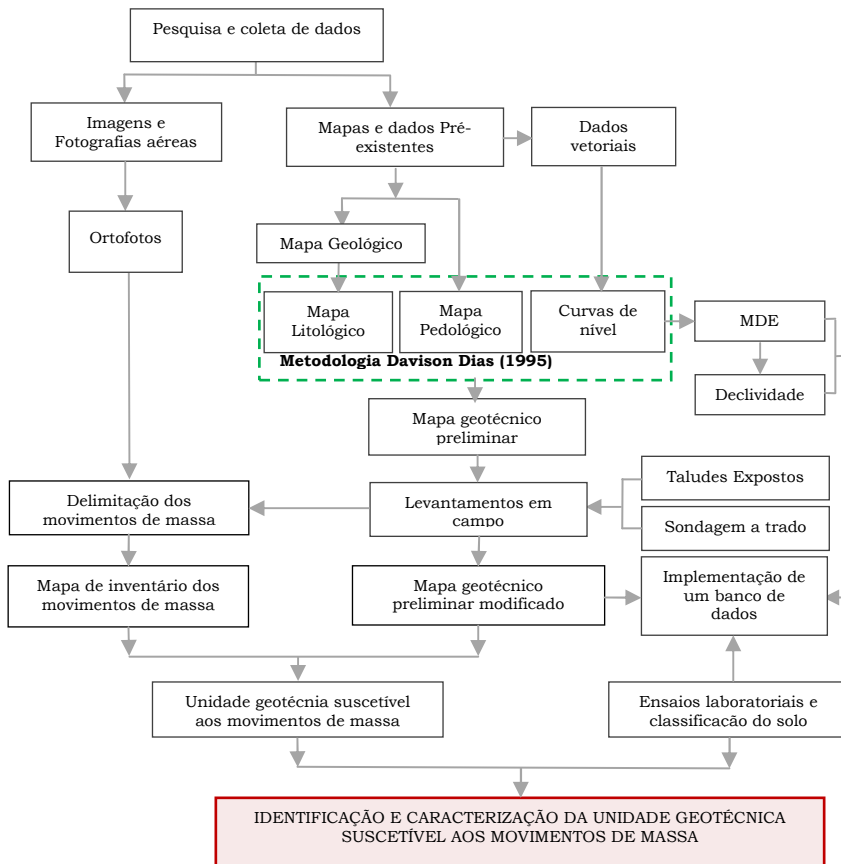 Pesquisa e coleta de dados
Imagens e
Fotografias aéreas
Mapas e dados Pré-
existentes
Dados
vetoriais
Ortofotos
Mapa Geológico
Mapa
Litológico
Mapa
Pedológico
Curvas de
nível
MDE
Metodologia Davison Dias (1995)
Declividade
Mapa geotécnico
preliminar
Taludes Expostos
Delimitação dos
movimentos de massa
Levantamentos em
campo
Sondagem a trado
Mapa de inventário dos
movimentos de massa
Mapa geotécnico
preliminar modificado
Implementação de
um banco de
dados
Unidade geotécnia suscetível
aos movimentos de massa
Ensaios laboratoriais e
classificação do solo
IDENTIFICAÇÃO E CARACTERIZAÇÃO DA UNIDADE GEOTÉCNICA
SUSCETÍVEL AOS MOVIMENTOS DE MASSA